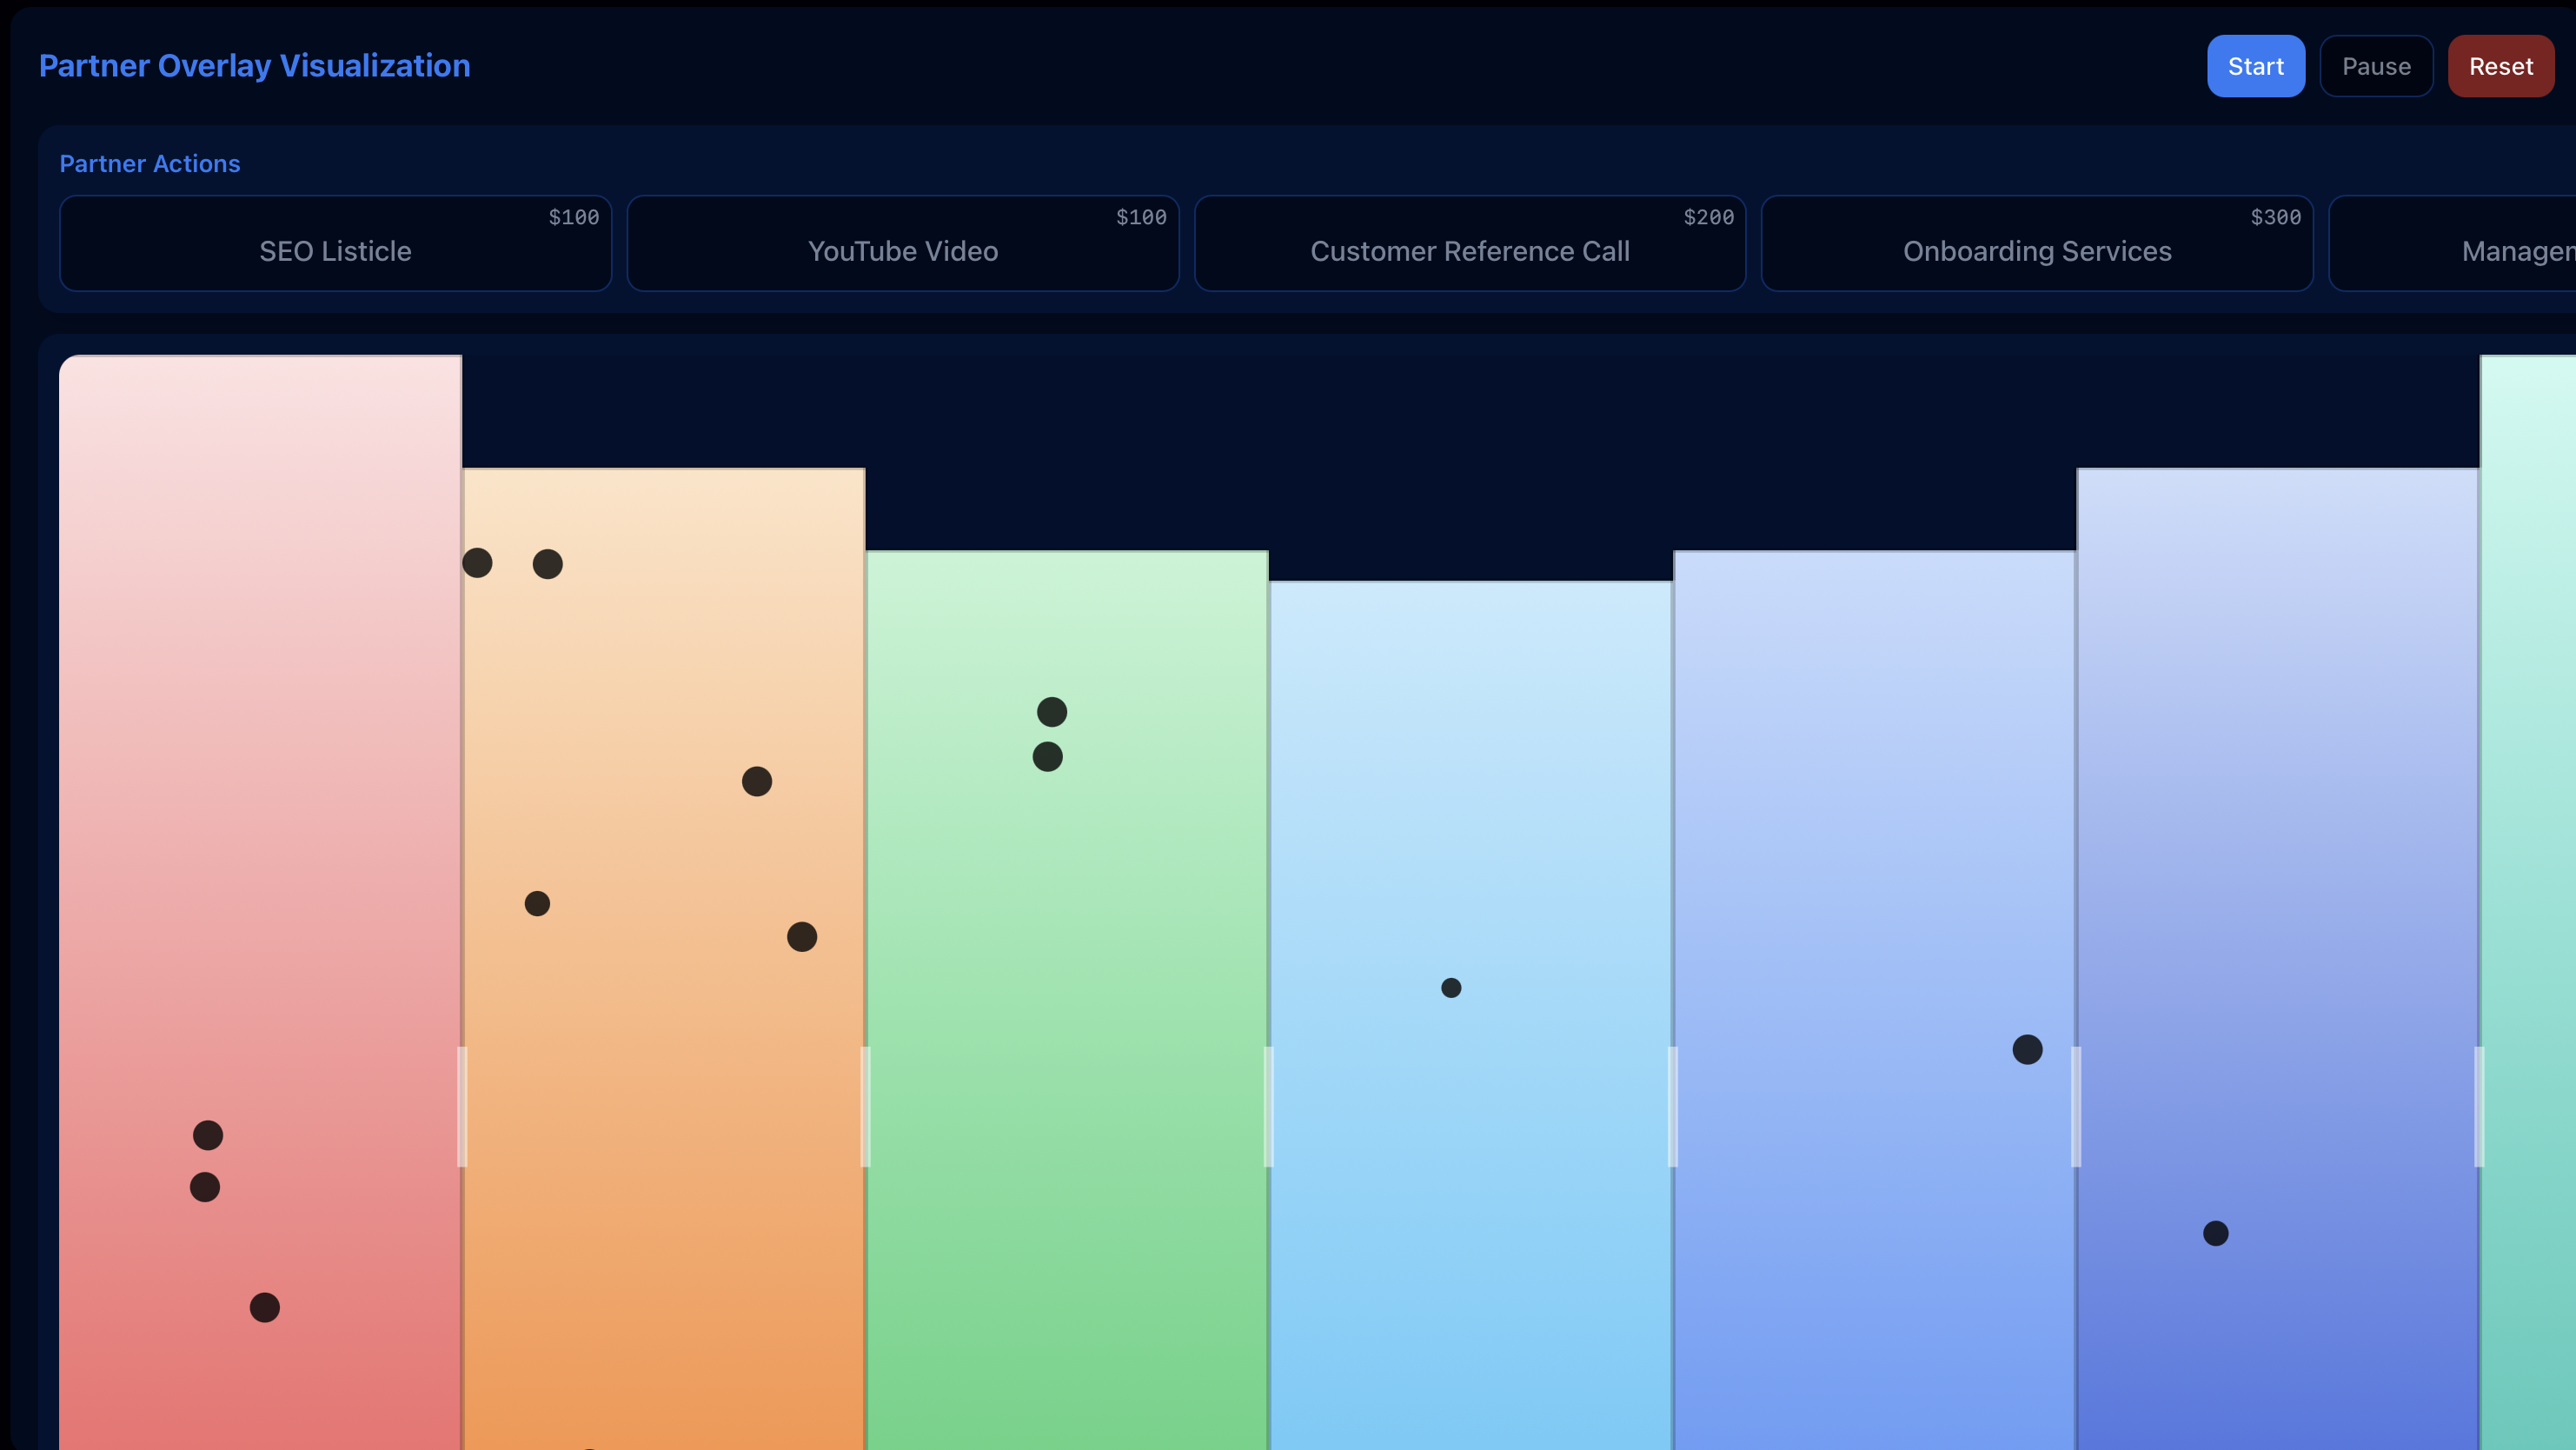 Partner Overlay Visualization
Start
Pause
Reset
Partner Actions
$100
SEO Listicle
$100
YouTube Video
$200
Customer Reference Call
$300
Onboarding Services